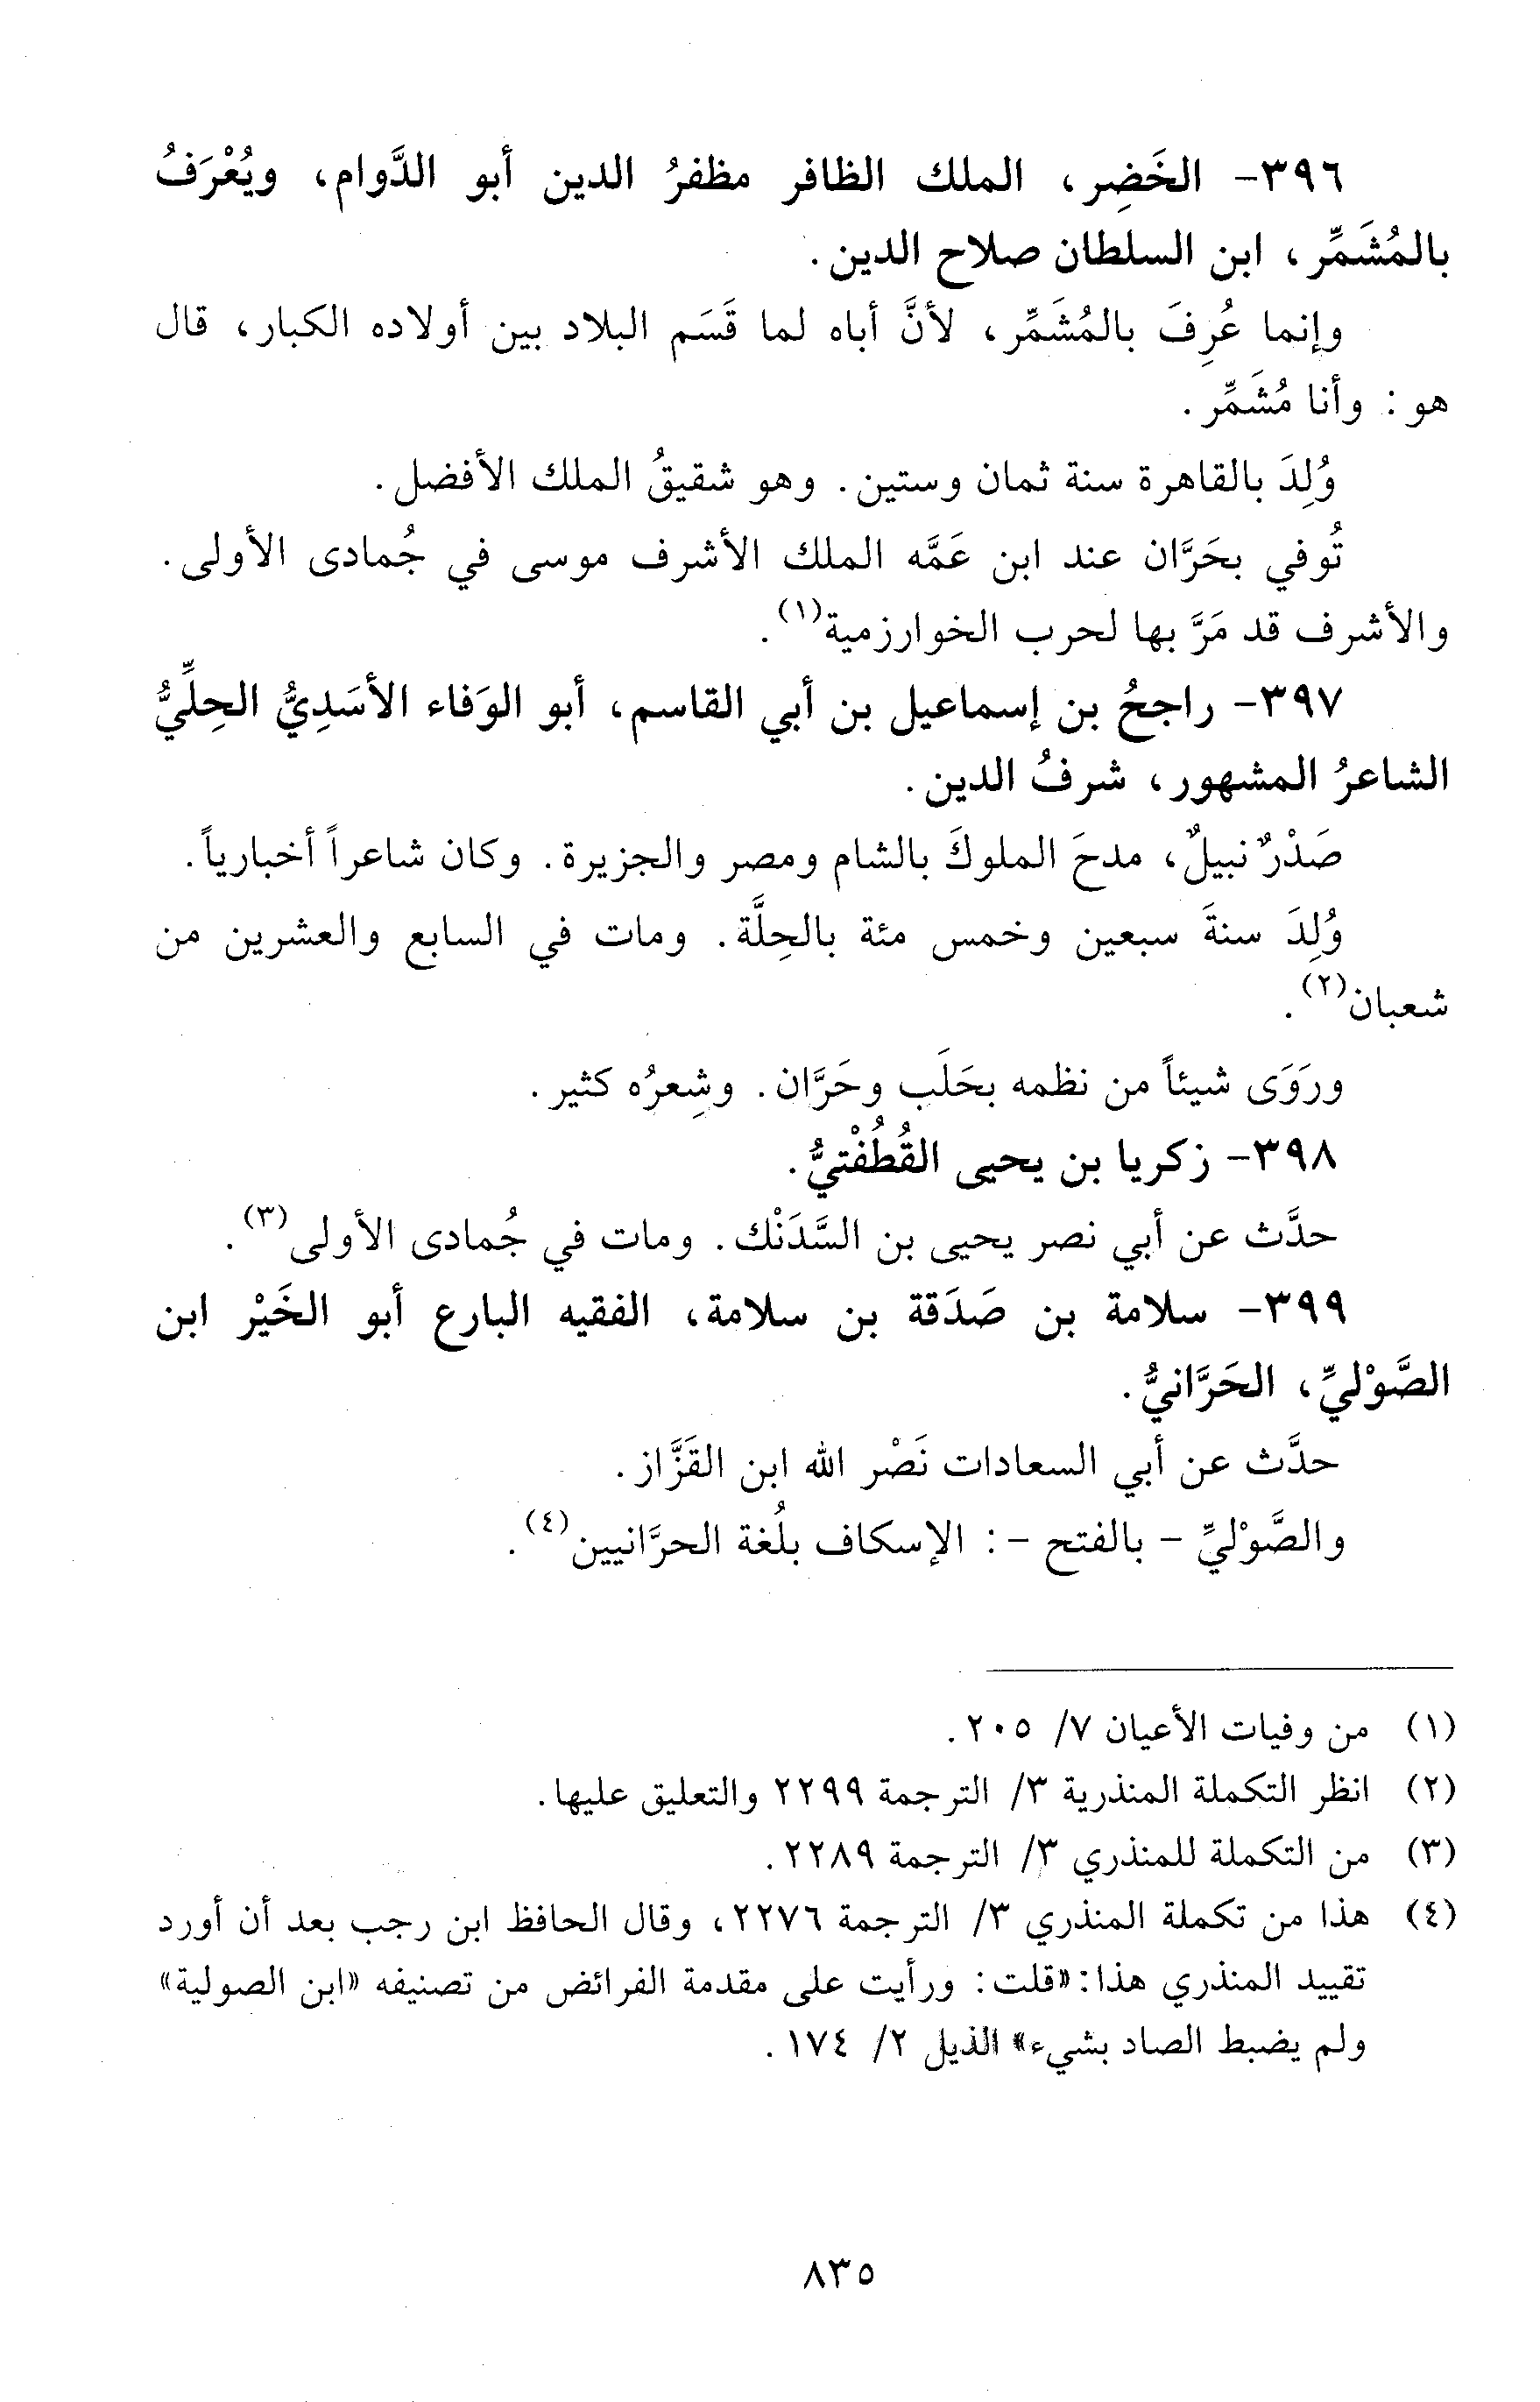 ٣٩٦- الخَضِر، الملك الظافر مظفرُ الدين أبو الدَّوام، ويُعْرَفُ
بالمُشَمِّر، ابن السلطان صلاح الدين.
وإنما عُرِفَ بالمُشَمِّر، لأنَّ أباه لما قَسَم البلاد بين أولاده الكبار، قال
هو: وأنا مُشَمِّر.
وُلِدَ بالقاهرة سنة ثمان وستين. وهو شقيقُ الملك الأفضل.
تُوفي بحَرَّان عند ابن عَمَّه الملك الأشرف موسى في جُمادى الأولى.
والأشرف قد مَرَّ بها لحرب الخوارزمية(١).
٣٩٧- راجحُ بن إسماعيل بن أبي القاسم، أبو الوَفاء الأسَدِيُّ الحِلِّيُّ
الشاعرُ المشهور، شرفُ الدين.
صَدْرٌ نبيلٌ، مدحَ الملوكَ بالشام ومصر والجزيرة. وكان شاعراً أخبارياً.
وُلِدَ سنةَ سبعين وخمس مئة بالحِلَّة. ومات في السابع والعشرين من
شعبان(٢).
ورَوَى شيئاً من نظمه بحَلَب وحَرَّان. وشِعرُه كثير.
٣٩٨- زكريا بن يحيى القُطُفْتيُّ.
حدَّث عن أبي نصر يحيى بن السَّدَنْك. ومات في جُمادى الأولى(٣).
٣٩٩- سلامة بن صَدَقة بن سلامة، الفقيه البارع أبو الخَيْر ابن
الصَّوْليِّ، الحَرَّانيُّ.
حدَّث عن أبي السعادات نَصْر الله ابن القَزَّاز.
والصَّوْليِّ - بالفتح -: الإسكاف بلُغة الحرَّانيين(٤).
(١) من وفيات الأعيان ٧/ ٢٠٥.
(٢) انظر التكملة المنذرية ٣/ الترجمة ٢٢٩٩ والتعليق عليها.
(٣) من التكملة للمنذري ٣/ الترجمة ٢٢٨٩.
(٤) هذا من تكملة المنذري ٣/ الترجمة ٢٢٧٦، وقال الحافظ ابن رجب بعد أن أورد
تقييد المنذري هذا: «قلت: ورأيت على مقدمة الفرائض من تصنيفه «ابن الصولية»
ولم يضبط الصاد بشيء» الذيل ٢/ ١٧٤.
٨٣٥